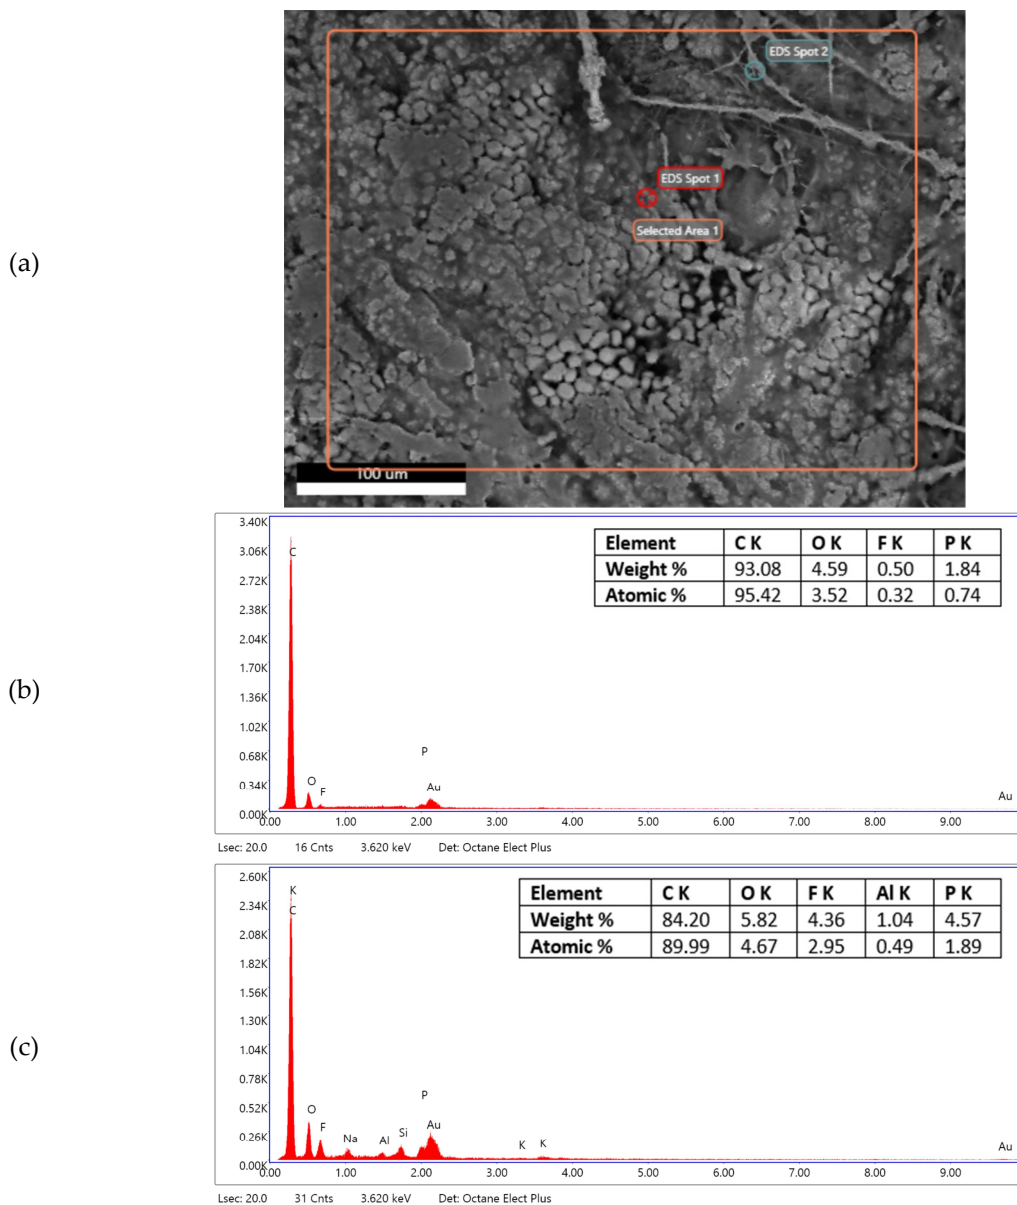 (a)
EDS Spot 2
EDS Spot 1
Selected Area 1
100 um
(b)
3.40K
3.06K
2.72K
2.38K
2.04K
1.70K
1.36K
1.02K
0.68K
0.34K
0.00K
C
O
F
P
Au
Au
Element C K O K F K P K
Weight % 93.08 4.59 0.50 1.84
Atomic % 95.42 3.52 0.32 0.74
0.00 1.00 2.00 3.00 4.00 5.00 6.00 7.00 8.00 9.00
Lsec: 20.0 16 Cnts 3.620 keV Det: Octane Elect Plus
(c)
2.60K
2.34K
2.08K
1.82K
1.56K
1.30K
1.04K
0.78K
0.52K
0.26K
0.00K
K
C
O
F
Na
Al
Si
P
Au
K
K
Au
Element C K O K F K Al K P K
Weight % 84.20 5.82 4.36 1.04 4.57
Atomic % 89.99 4.67 2.95 0.49 1.89
0.00 1.00 2.00 3.00 4.00 5.00 6.00 7.00 8.00 9.00
Lsec: 20.0 31 Cnts 3.620 keV Det: Octane Elect Plus